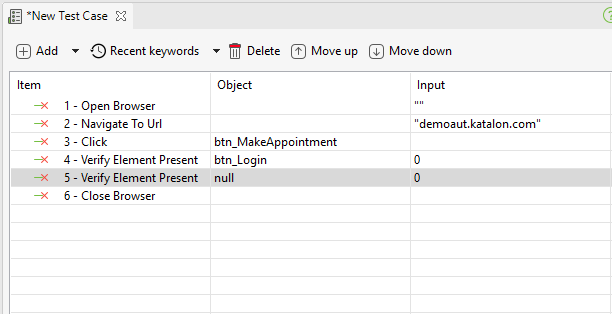 *New Test Case
Add Recent keywords Delete Move up Move down
Item Object Input
1 - Open Browser ""
2 - Navigate To Url "demoaut.katalon.com"
3 - Click btn_MakeAppointment
4 - Verify Element Present btn_Login 0
5 - Verify Element Present null 0
6 - Close Browser